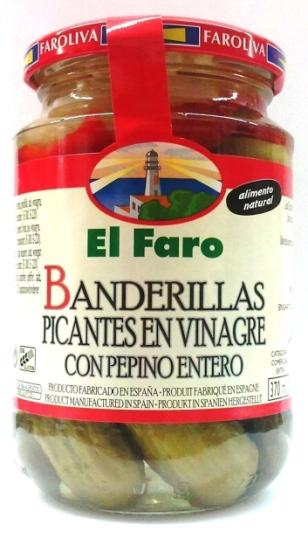 FAROLIVA
FAROLIVA
alimento
natural
El Faro
BANDERILLAS
PICANTES EN VINAGRE
CON PEPINO ENTERO
PRODUCTO FABRICADO EN ESPAÑA - PRODUIT FABRIQUÉ EN ESPAGNE
PRODUCT MANUFACTURED IN SPAIN - PRODUKT IN SPANIEN HERGESTELLT
370